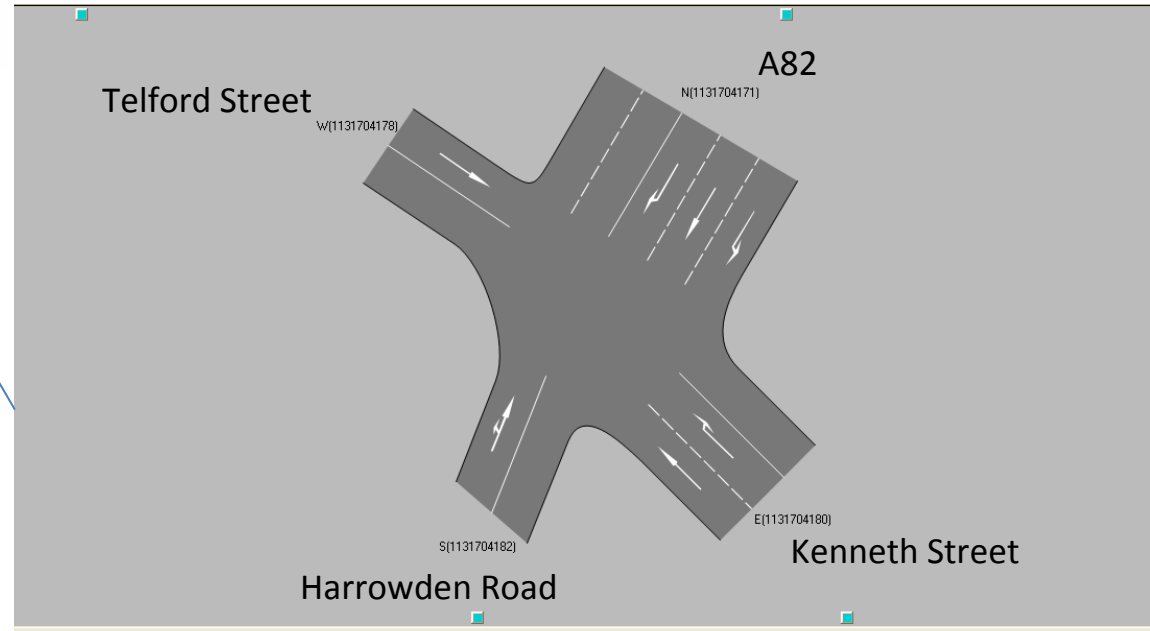 A82
N(1131704171)
Telford Street
W(1131704178)
E(1131704180)
Kenneth Street
S(1131704182)
Harrowden Road